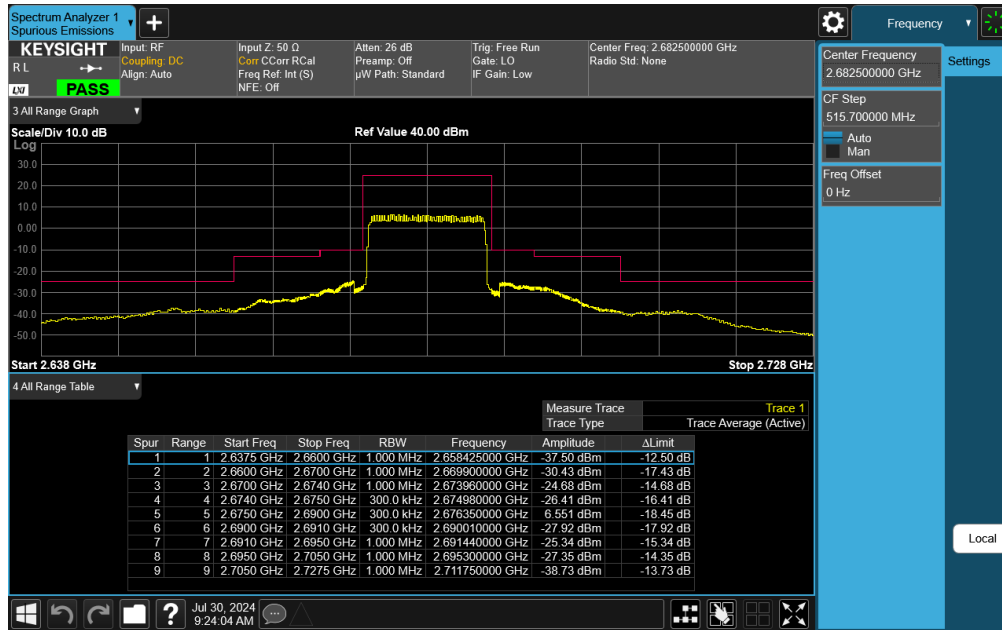 Spectrum Analyzer 1
Spurious Emissions
Frequency
KEYSIGHT
R L
LXI
PASS
Input: RF
Coupling: DC
Align: Auto
Input Z: 50 Ω
Corr CCorr RCal
Freq Ref: Int (S)
NFE: Off
Atten: 26 dB
Preamp: Off
µW Path: Standard
Trig: Free Run
Gate: LO
IF Gain: Low
Center Freq: 2.682500000 GHz
Radio Std: None
Center Frequency
2.682500000 GHz
Settings
CF Step
515.700000 MHz
Auto
Man
Freq Offset
0 Hz
Local
3 All Range Graph
Scale/Div 10.0 dB
Ref Value 40.00 dBm
Log
30.0
20.0
10.0
0.00
-10.0
-20.0
-30.0
-40.0
-50.0
Start 2.638 GHz
Stop 2.728 GHz
4 All Range Table
Measure Trace Trace 1
Trace Type Trace Average (Active)
Spur Range Start Freq Stop Freq RBW Frequency Amplitude ΔLimit
1 1 2.6375 GHz 2.6600 GHz 1.000 MHz 2.658425000 GHz -37.50 dBm -12.50 dB
2 2 2.6600 GHz 2.6700 GHz 1.000 MHz 2.669900000 GHz -30.43 dBm -17.43 dB
3 3 2.6700 GHz 2.6740 GHz 1.000 MHz 2.673960000 GHz -24.68 dBm -14.68 dB
4 4 2.6740 GHz 2.6750 GHz 300.0 kHz 2.674980000 GHz -26.41 dBm -16.41 dB
5 5 2.6750 GHz 2.6900 GHz 300.0 kHz 2.676350000 GHz 6.551 dBm -18.45 dB
6 6 2.6900 GHz 2.6910 GHz 300.0 kHz 2.690010000 GHz -27.92 dBm -17.92 dB
7 7 2.6910 GHz 2.6950 GHz 1.000 MHz 2.691440000 GHz -25.34 dBm -15.34 dB
8 8 2.6950 GHz 2.7050 GHz 1.000 MHz 2.695300000 GHz -27.35 dBm -14.35 dB
9 9 2.7050 GHz 2.7275 GHz 1.000 MHz 2.711750000 GHz -38.73 dBm -13.73 dB
?
Jul 30, 2024
9:24:04 AM